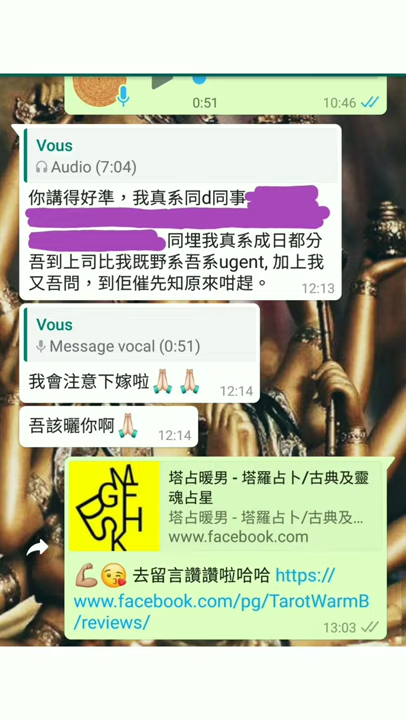 0:51
10:46
Vous
Audio (7:04)
你講得好準，我真系同d同事
同埋我真系成日都分
吾到上司比我既野系吾系ugent, 加上我
又吾問，到佢催先知原來咁趕。
12:13
Vous
Message vocal (0:51)
我會注意下嫁啦🙏🏻 🙏🏻
12:14
吾該曬你啊🙏🏻
12:14
塔占暖男 - 塔羅占卜/古典及靈
魂占星
塔占暖男 - 塔羅占卜/古典及…
www.facebook.com
💪🏽😘 去留言讚讚啦哈哈 https://
www.facebook.com/pg/TarotWarmB
/reviews/
13:03